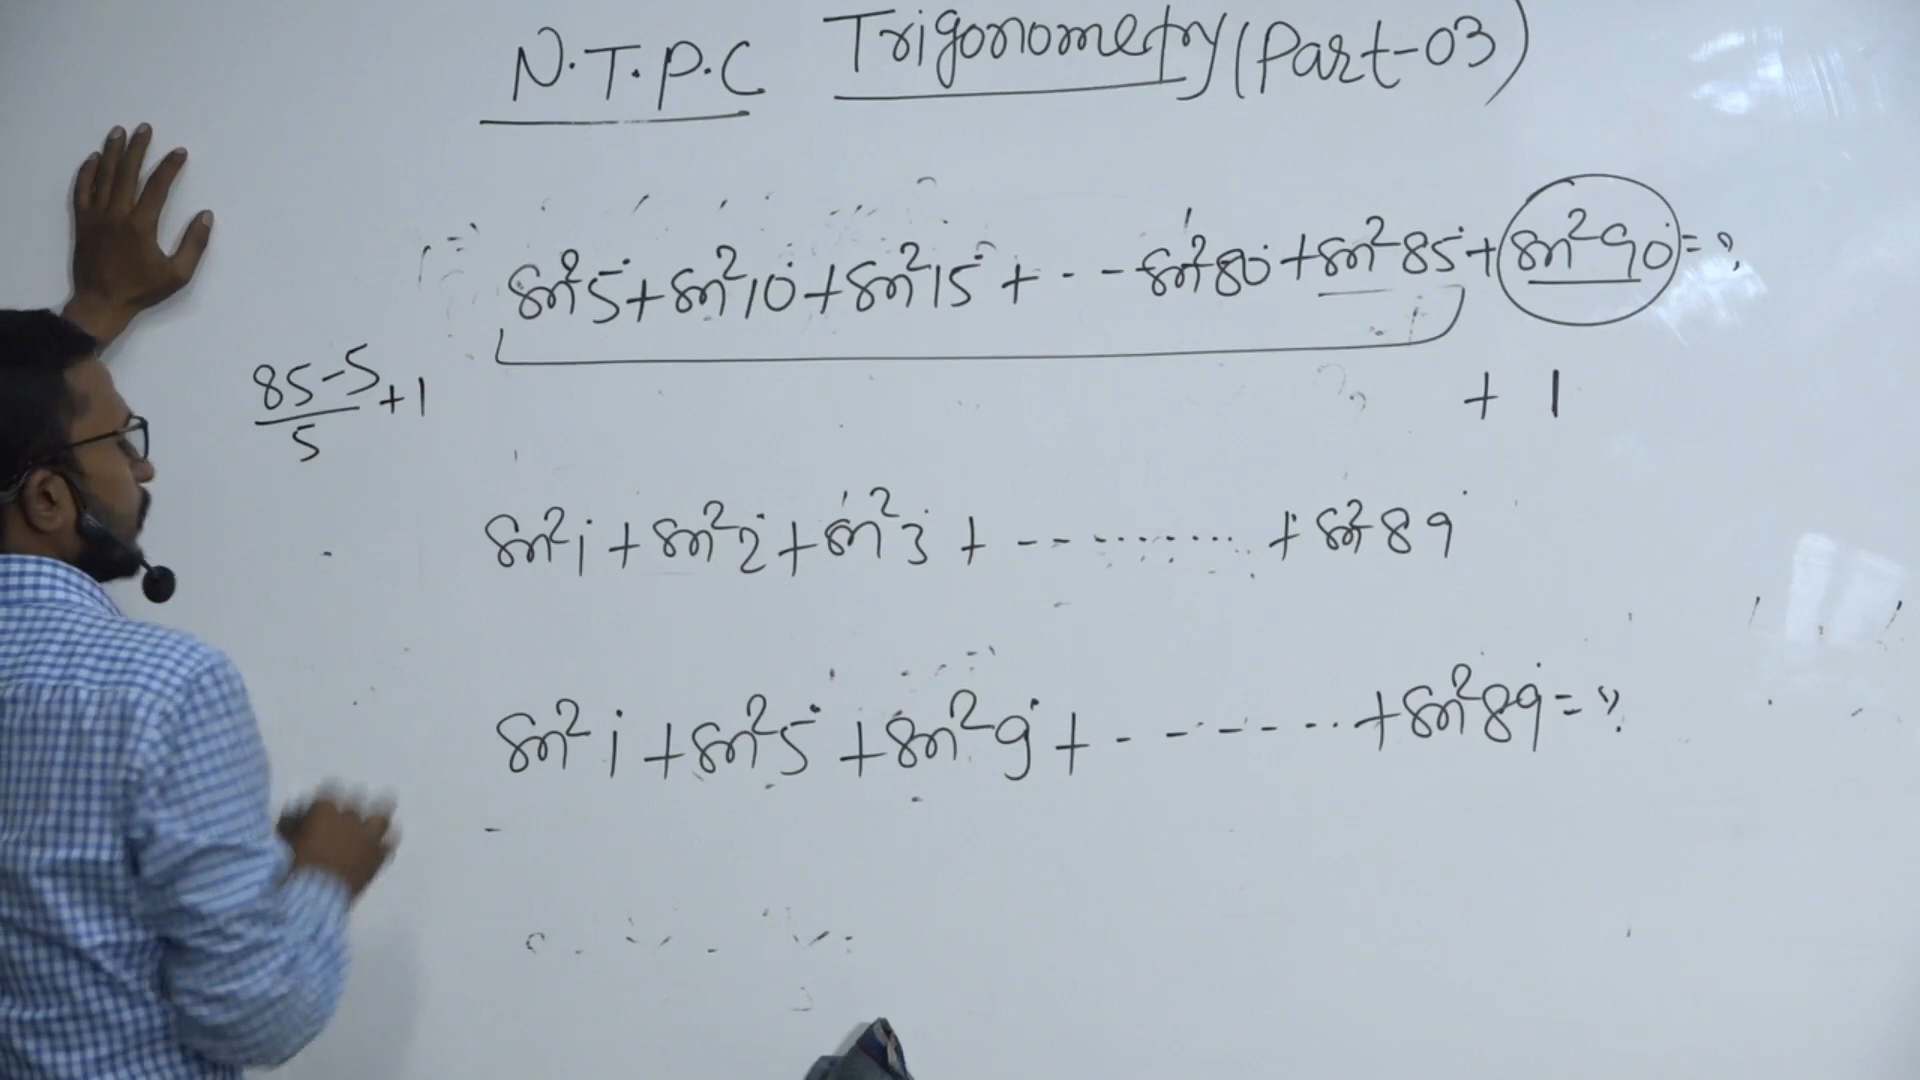 N.T.P.C Trigonometry (Part-03)
sin²5° + sin²10° + sin²15° + - - - sin²80° + sin²85° + sin²90° = ?
85-5/5 + 1
+ 1
sin²1° + sin²2° + sin²3° + - - - ......... + sin²89°
sin²1° + sin²5° + sin²9° + - - - - - - - .. + sin²89° = ?